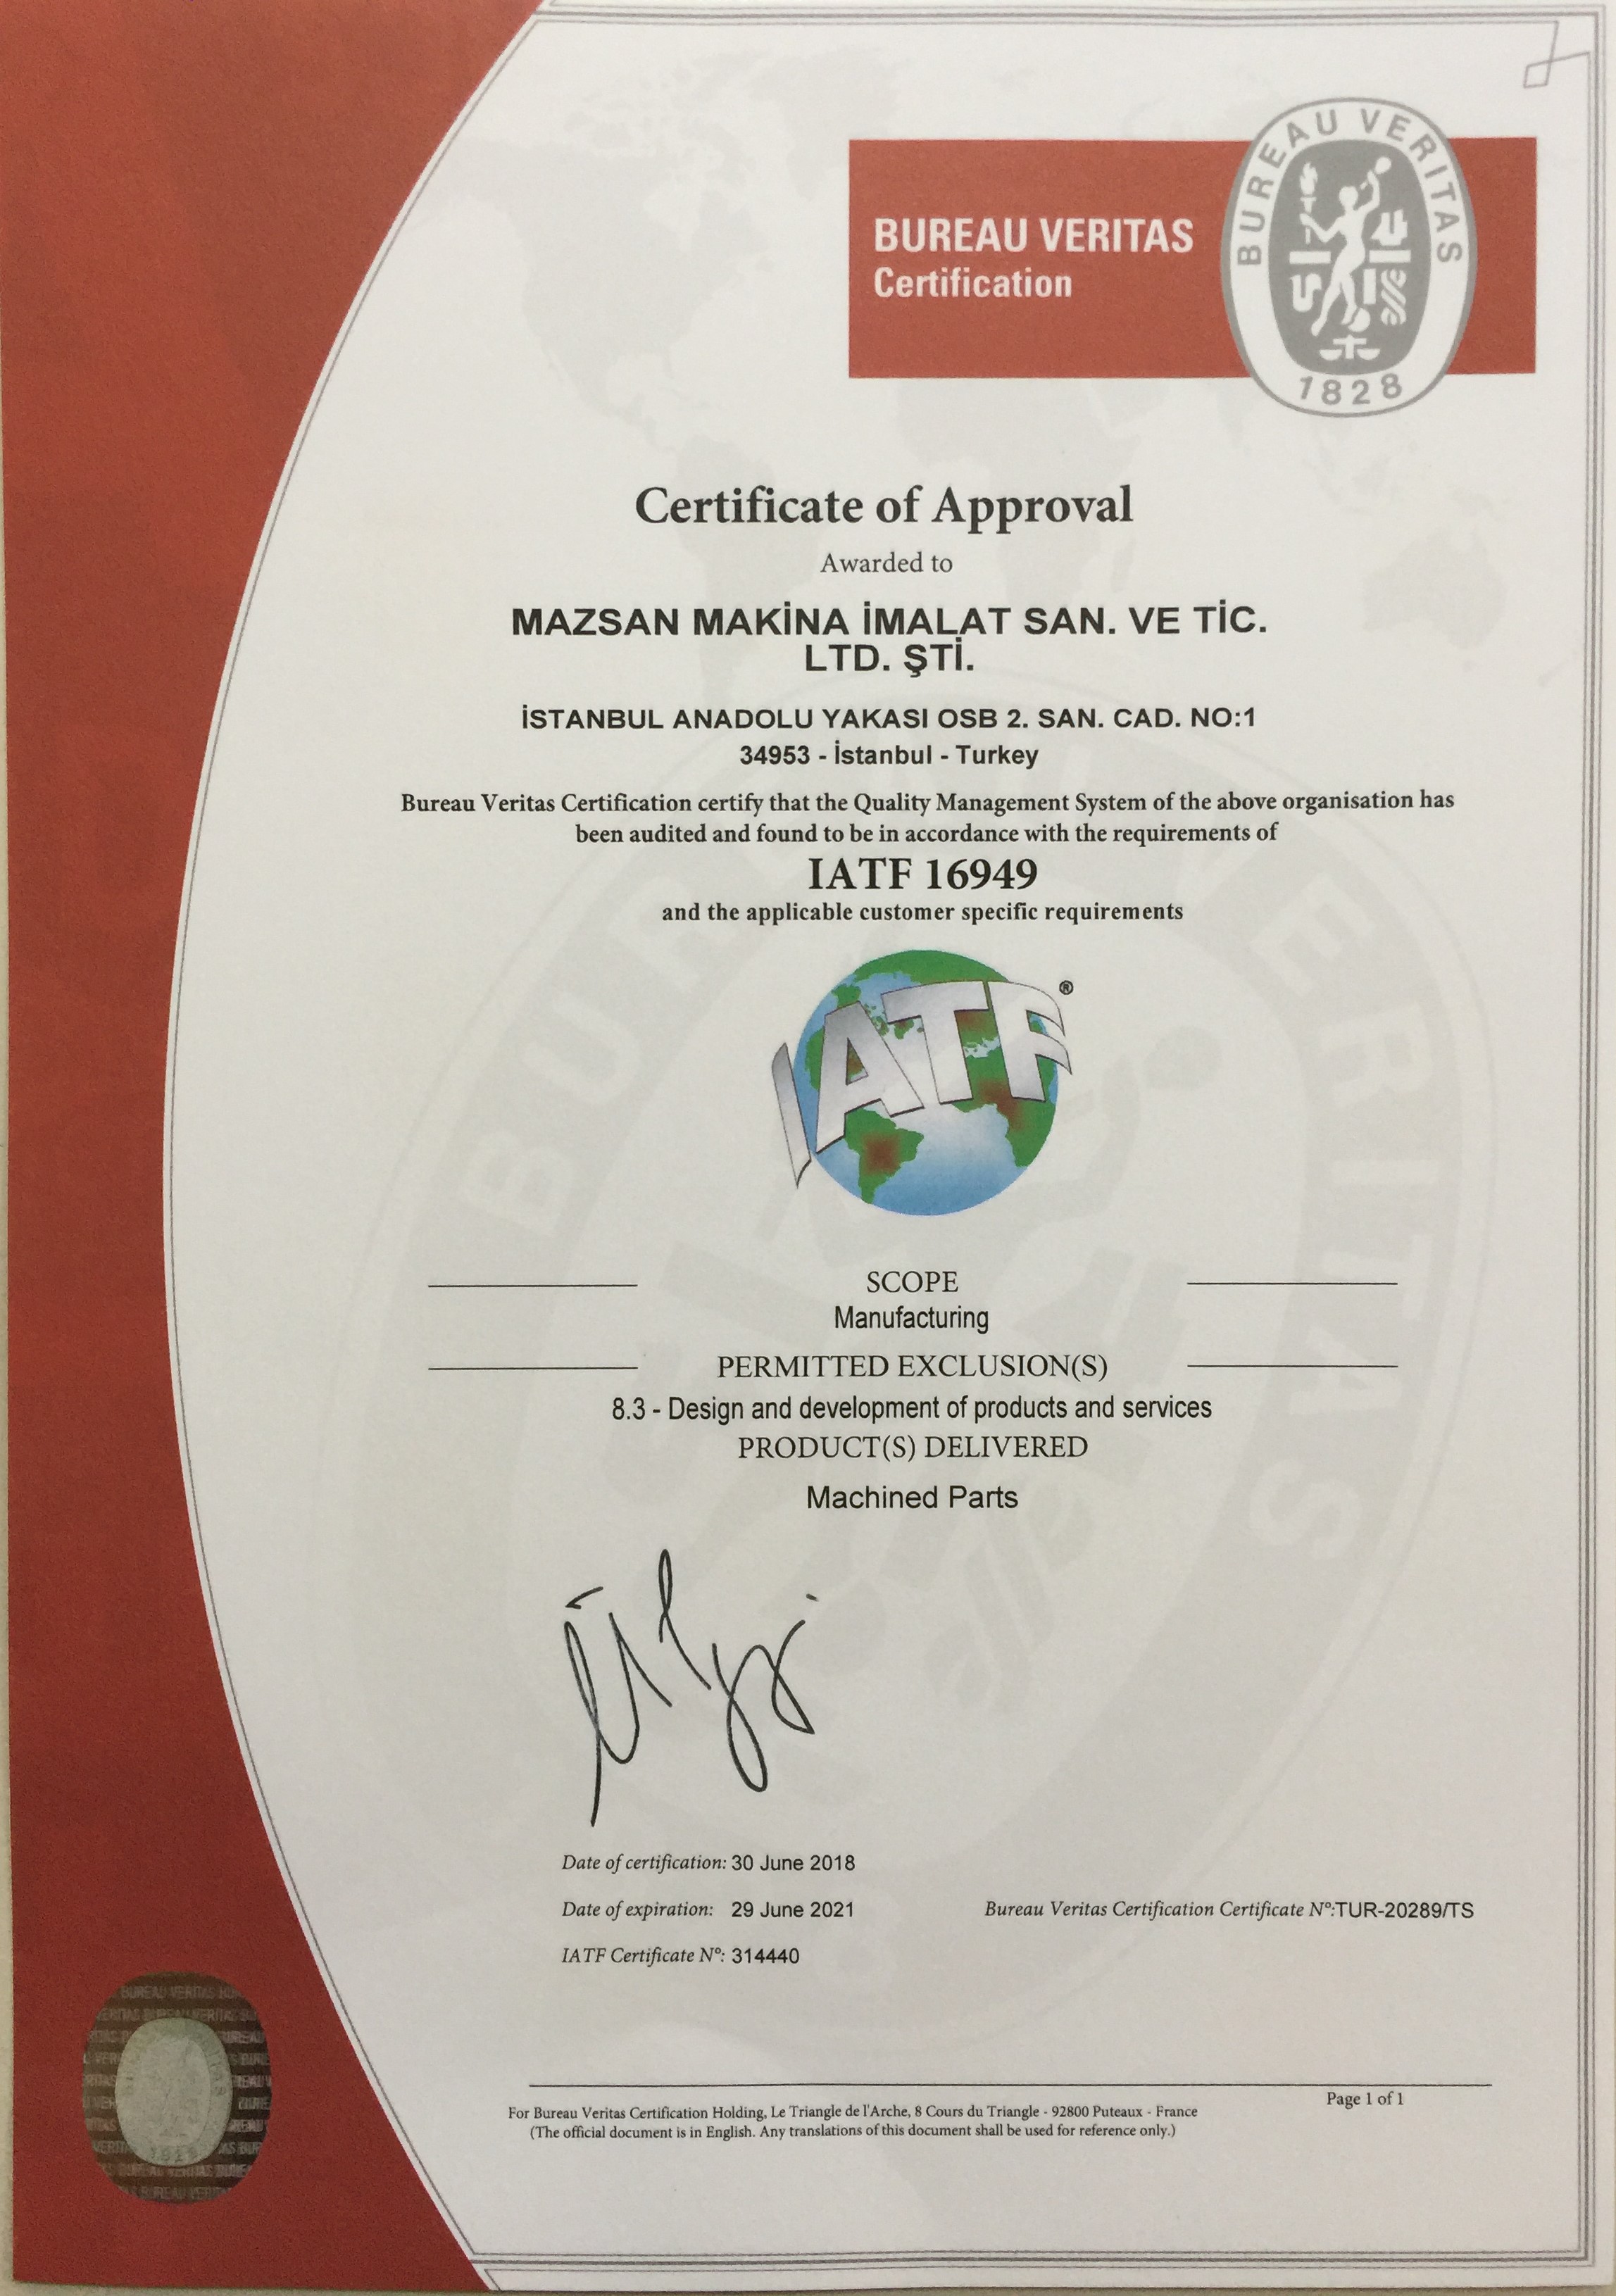 BUREAU VERITAS
Certification
BUREAU VERITAS
1828
Certificate of Approval
Awarded to
MAZSAN MAKİNA İMALAT SAN. VE TİC.
LTD. ŞTİ.
İSTANBUL ANADOLU YAKASI OSB 2. SAN. CAD. NO:1
34953 - İstanbul - Turkey
Bureau Veritas Certification certify that the Quality Management System of the above organisation has
been audited and found to be in accordance with the requirements of
IATF 16949
and the applicable customer specific requirements
IATF®
SCOPE
Manufacturing
PERMITTED EXCLUSION(S)
8.3 - Design and development of products and services
PRODUCT(S) DELIVERED
Machined Parts
Date of certification: 30 June 2018
Date of expiration: 29 June 2021
Bureau Veritas Certification Certificate Nº:TUR-20289/TS
IATF Certificate Nº: 314440
Page 1 of 1
For Bureau Veritas Certification Holding, Le Triangle de l'Arche, 8 Cours du Triangle - 92800 Puteaux - France
(The official document is in English. Any translations of this document shall be used for reference only.)